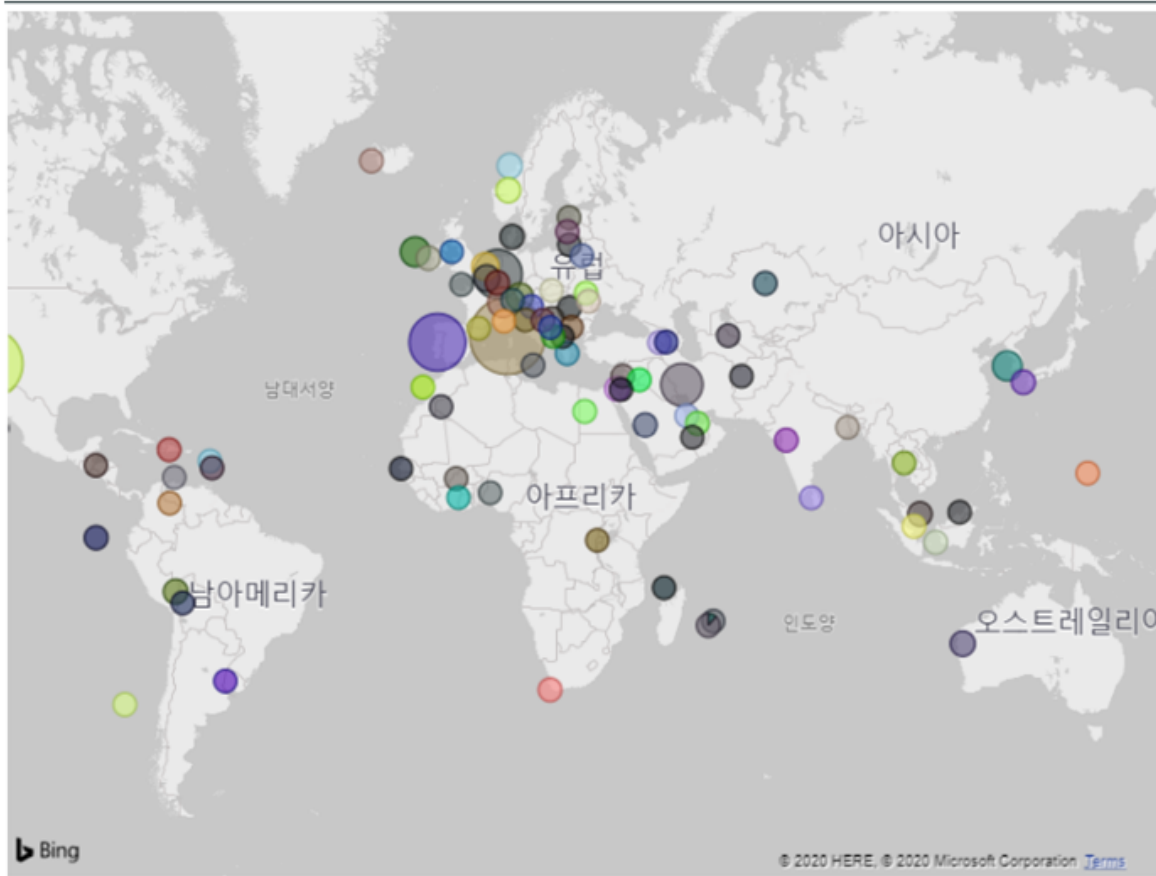 아시아
유럽
남대서양
아프리카
남아메리카
인도양
오스트레일리아
Bing
© 2020 HERE, © 2020 Microsoft Corporation Terms